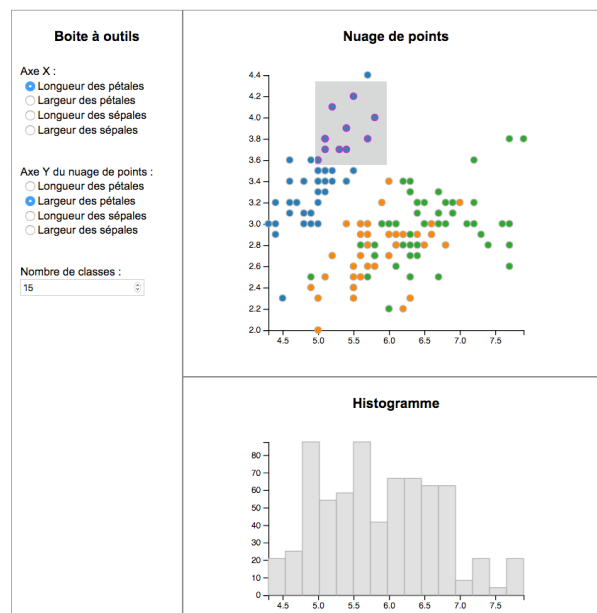 Boite à outils
Axe X :
Longueur des pétales
Largeur des pétales
Longueur des sépales
Largeur des sépales
Axe Y du nuage de points :
Longueur des pétales
Largeur des pétales
Longueur des sépales
Largeur des sépales
Nombre de classes :
15
Nuage de points
4.4
4.2
4.0
3.8
3.6
3.4
3.2
3.0
2.8
2.6
2.4
2.2
2.0
4.5 5.0 5.5 6.0 6.5 7.0 7.5
Histogramme
80
70
60
50
40
30
20
10
0
4.5 5.0 5.5 6.0 6.5 7.0 7.5